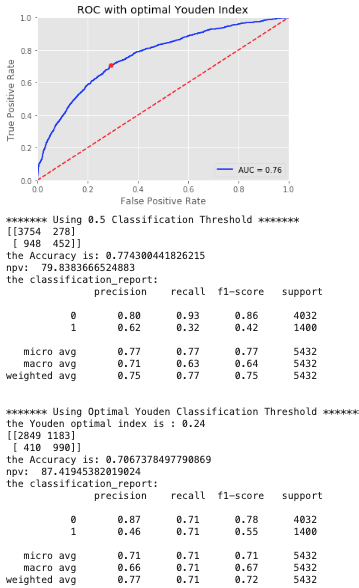 ROC with optimal Youden Index
1.0
0.8
0.6
0.4
0.2
0.0
True Positive Rate
AUC = 0.76
0.0 0.2 0.4 0.6 0.8 1.0
False Positive Rate
******* Using 0.5 Classification Threshold *******
[[3754 278]
[ 948 452]]
the Accuracy is: 0.774300441826215
npv: 79.8383666524883
the classification_report:
precision recall f1-score support
0 0.80 0.93 0.86 4032
1 0.62 0.32 0.42 1400
micro avg 0.77 0.77 0.77 5432
macro avg 0.71 0.63 0.64 5432
weighted avg 0.75 0.77 0.75 5432
******* Using Optimal Youden Classification Threshold ******
the Youden optimal index is : 0.24
[[2849 1183]
[ 410 990]]
the Accuracy is: 0.7067378497790869
npv: 87.41945382019024
the classification_report:
precision recall f1-score support
0 0.87 0.71 0.78 4032
1 0.46 0.71 0.55 1400
micro avg 0.71 0.71 0.71 5432
macro avg 0.66 0.71 0.67 5432
weighted avg 0.77 0.71 0.72 5432